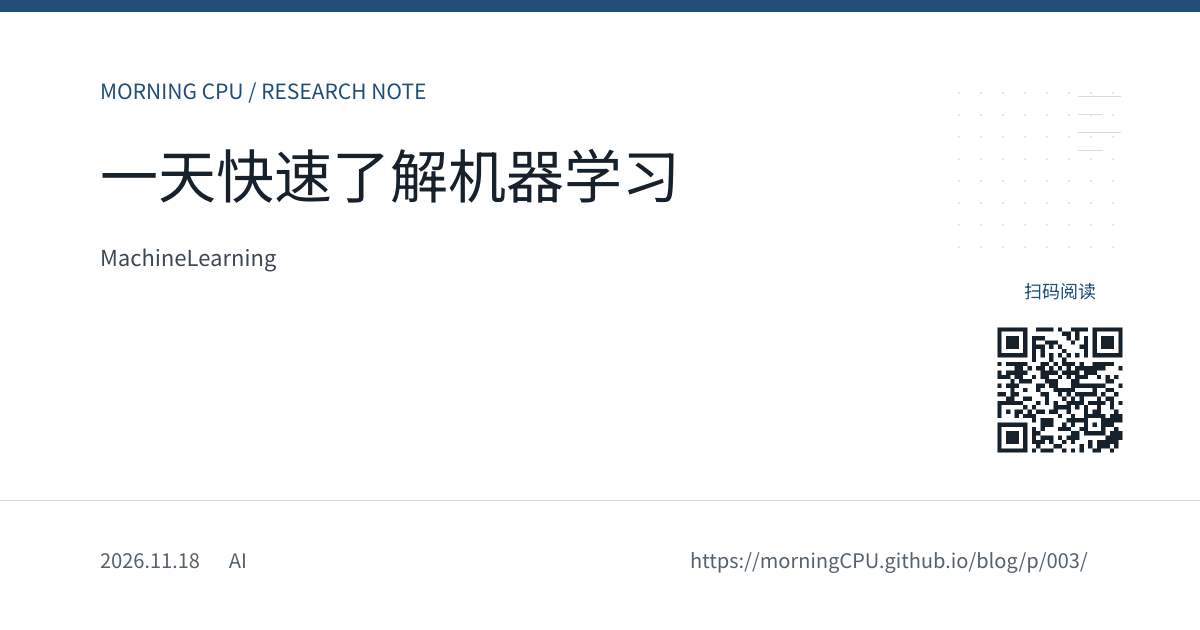 MORNING CPU / RESEARCH NOTE
一天快速了解机器学习
MachineLearning
扫码阅读
2026.11.18 AI
https://morningCPU.github.io/blog/p/003/